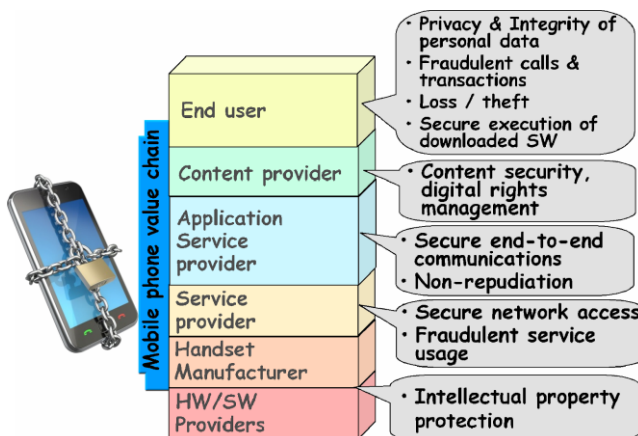 Mobile phone value chain
End user
Content provider
Application
Service
provider
Service
provider
Handset
Manufacturer
HW/SW
Providers
· Privacy & Integrity of
personal data
· Fraudulent calls &
transactions
· Loss / theft
· Secure execution of
downloaded SW
· Content security,
digital rights
management
· Secure end-to-end
communications
· Non-repudiation
· Secure network access
· Fraudulent service
usage
· Intellectual property
protection